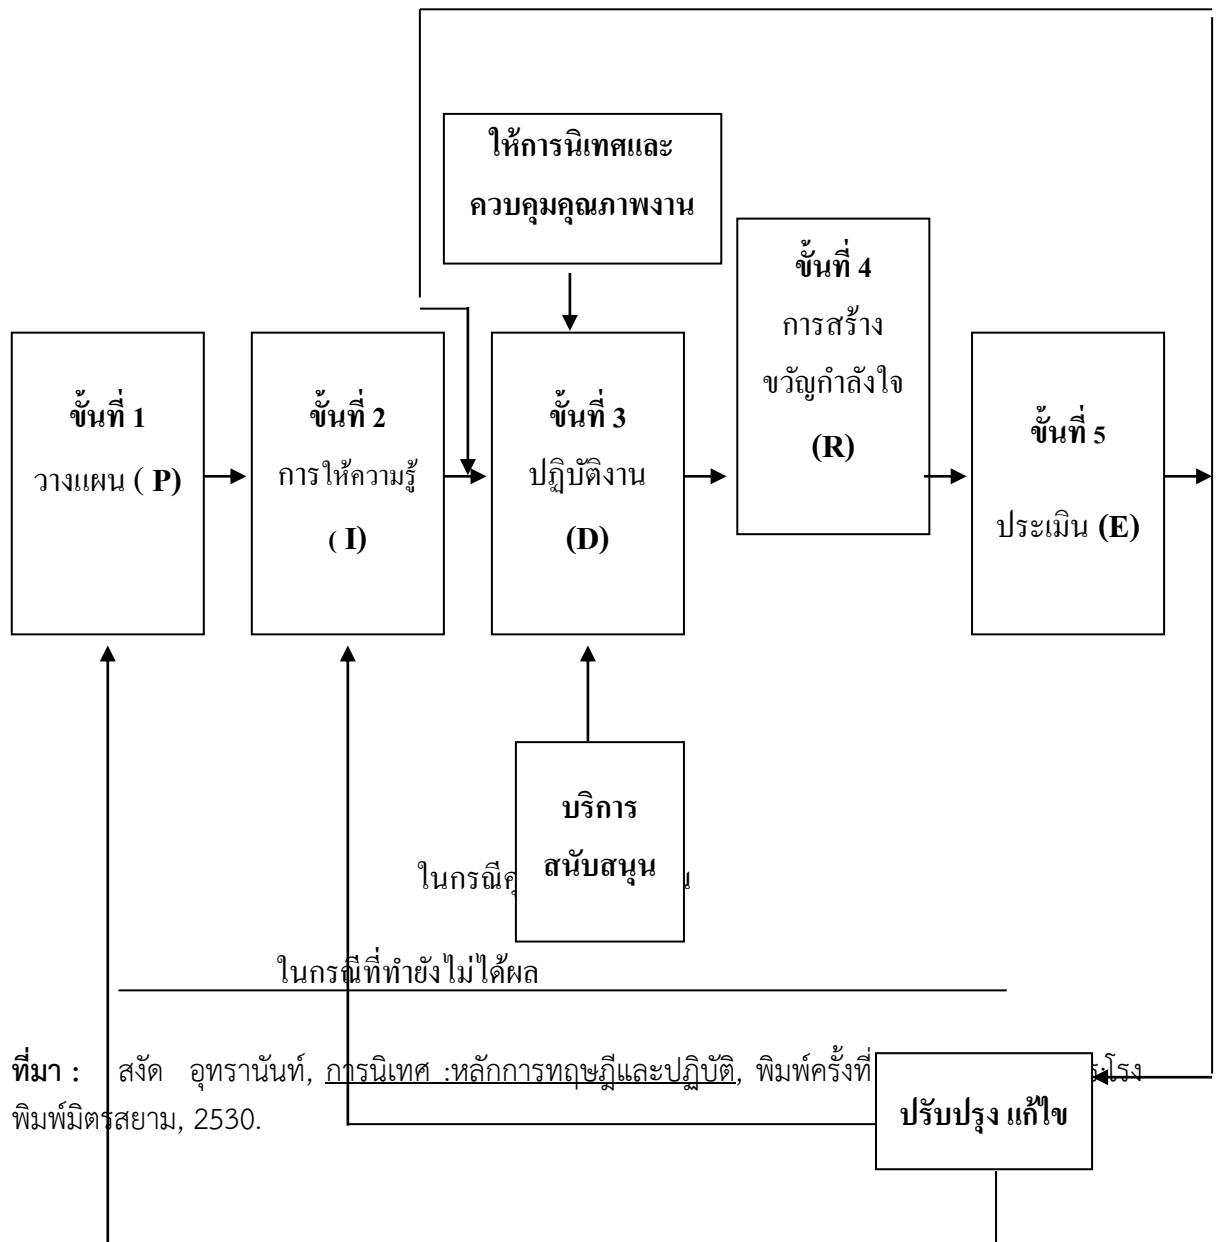 ให้การนิเทศและ
ควบคุมคุณภาพงาน
ขั้นที่ 1
วางแผน ( P)
ขั้นที่ 2
การให้ความรู้
( I)
ขั้นที่ 3
ปฏิบัติงาน
(D)
ขั้นที่ 4
การสร้าง
ขวัญกำลังใจ
(R)
ขั้นที่ 5
ประเมิน (E)
บริการ
สนับสนุน
ในกรณี
ในกรณีที่ทำยังไม่ได้ผล
ที่มา : สงัด อุทรานันท์, การนิเทศ :หลักการทฤษฎีและปฏิบัติ, พิมพ์ครั้งที่ โรง
พิมพ์มิตรสยาม, 2530.
ปรับปรุง แก้ไข